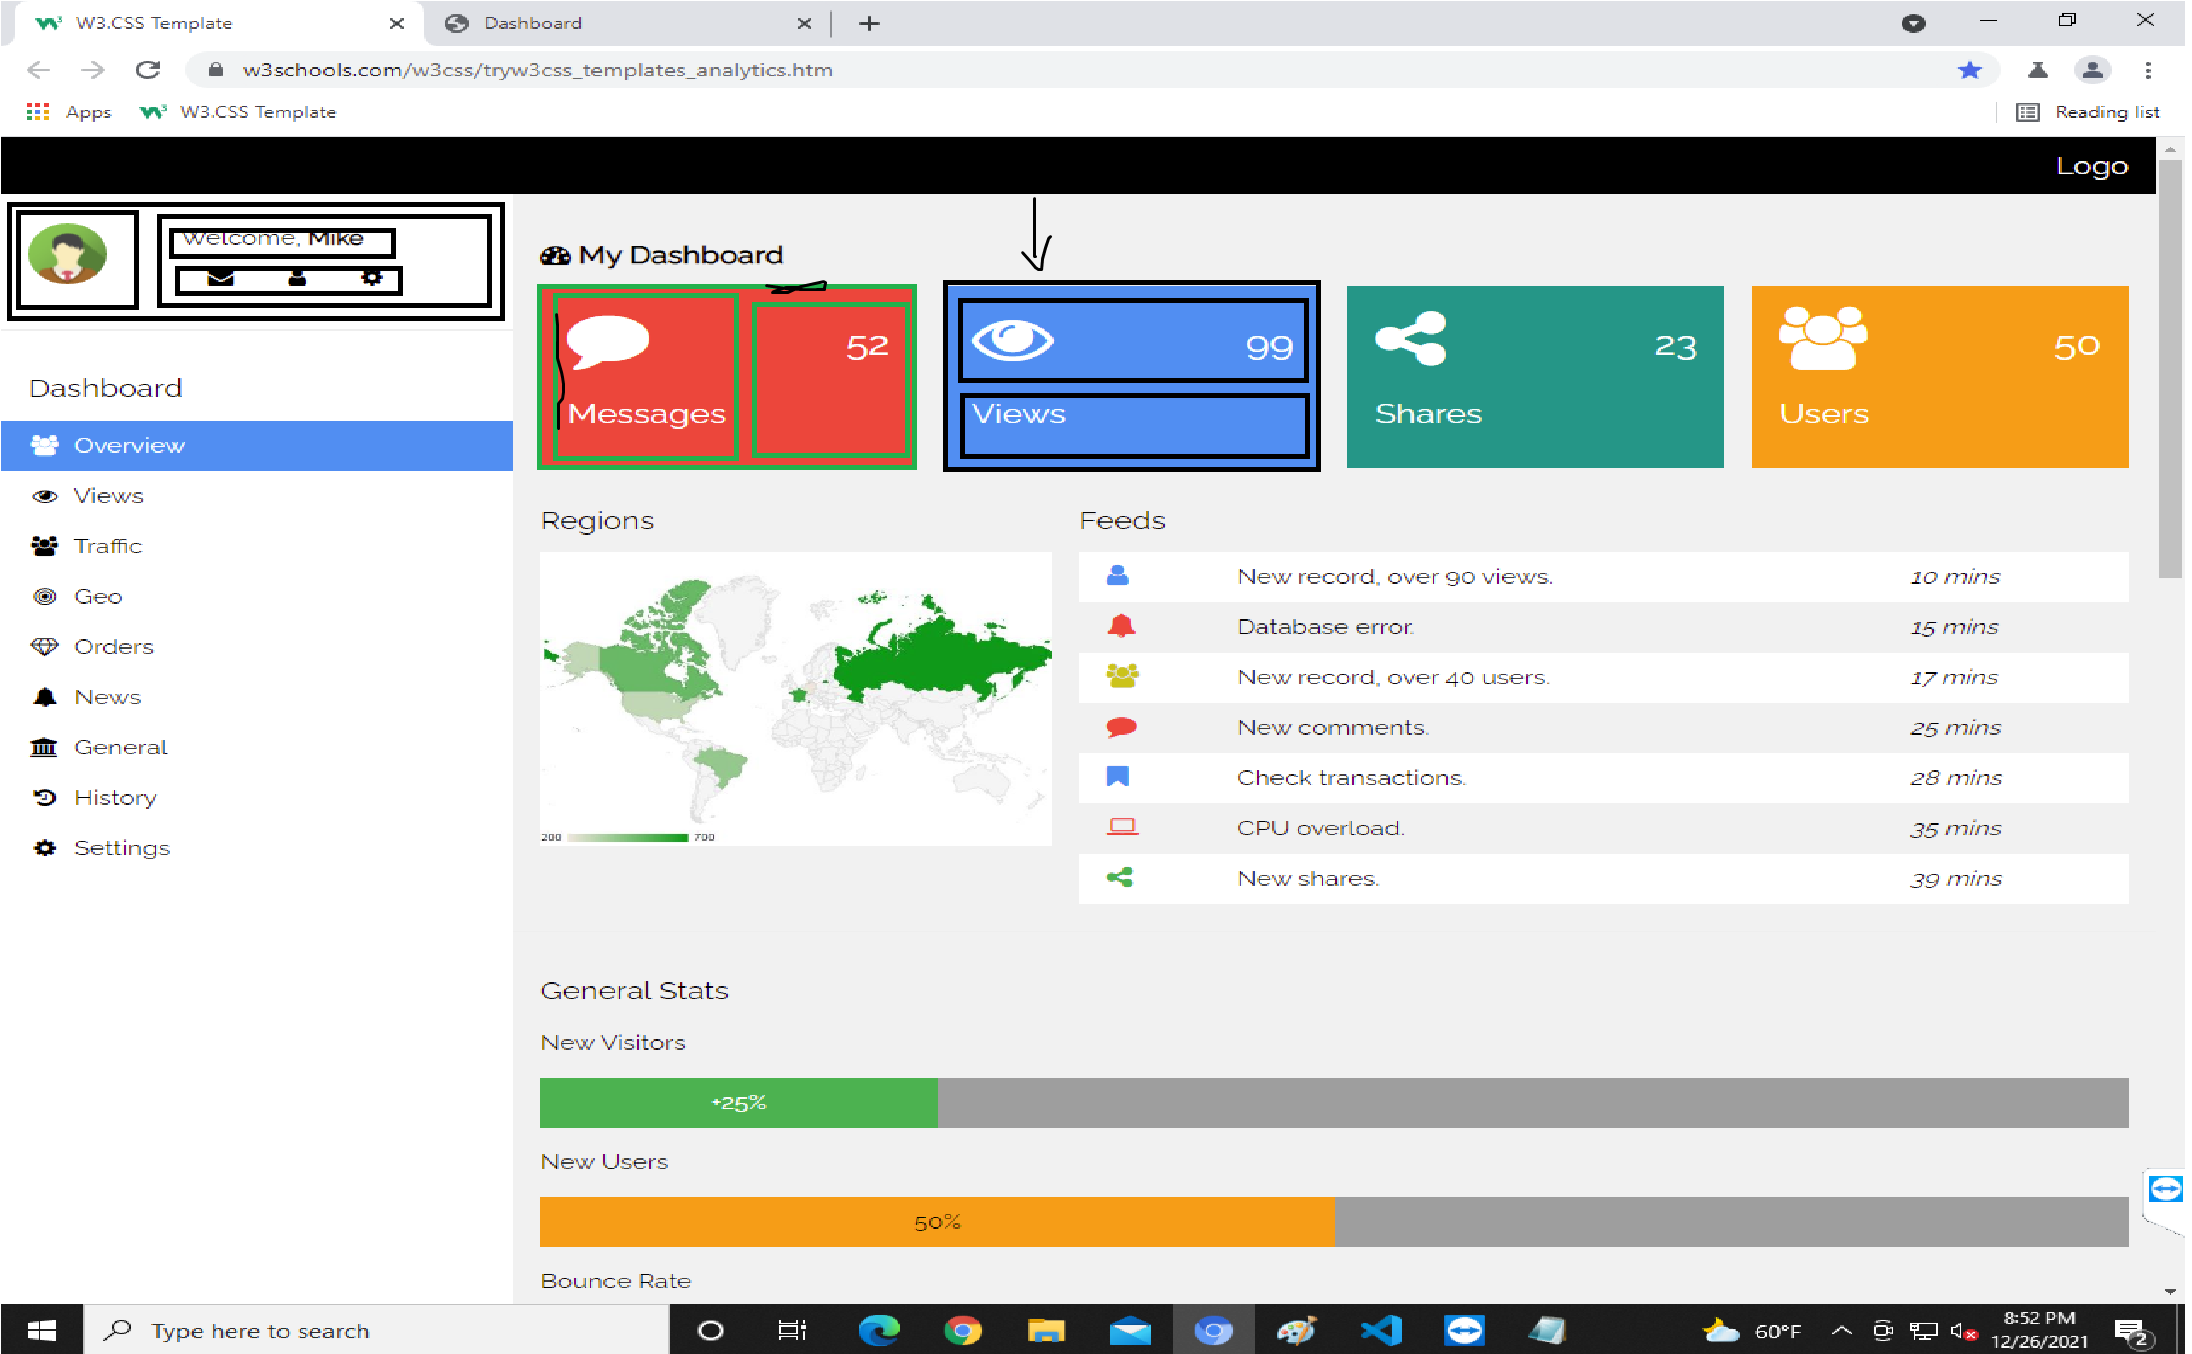 W3.CSS Template
Dashboard
w3schools.com/w3css/tryw3css_templates_analytics.htm
Apps
W3.CSS Template
Reading list
Logo
Welcome, Mike
My Dashboard
52
Messages
99
Views
23
Shares
50
Users
Dashboard
Overview
Views
Traffic
Geo
Orders
News
General
History
Settings
Regions
200
700
Feeds
New record, over 90 views. 10 mins
Database error. 15 mins
New record, over 40 users. 17 mins
New comments. 25 mins
Check transactions. 28 mins
CPU overload. 35 mins
New shares. 39 mins
General Stats
New Visitors
+25%
New Users
50%
Bounce Rate
Type here to search
60°F
8:52 PM
12/26/2021
2